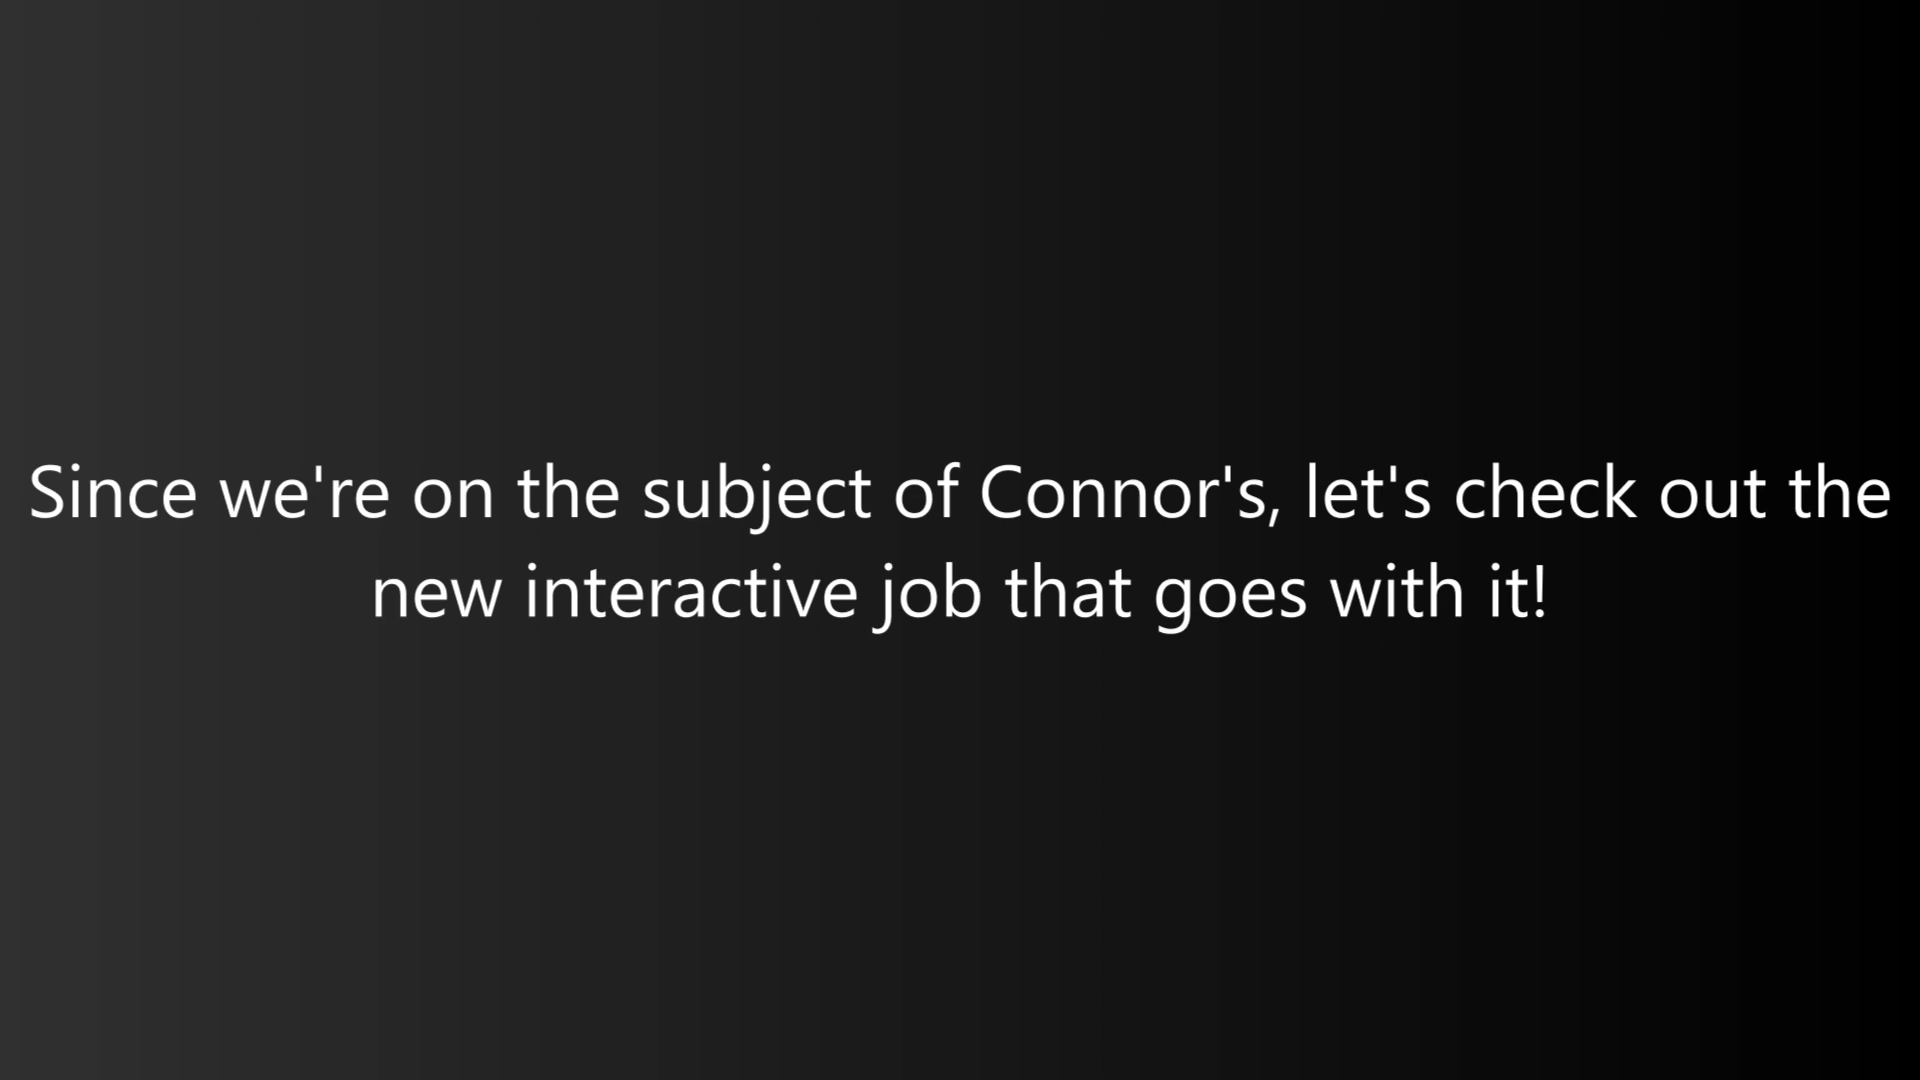 Since we're on the subject of Connor's, let's check out the
new interactive job that goes with it!